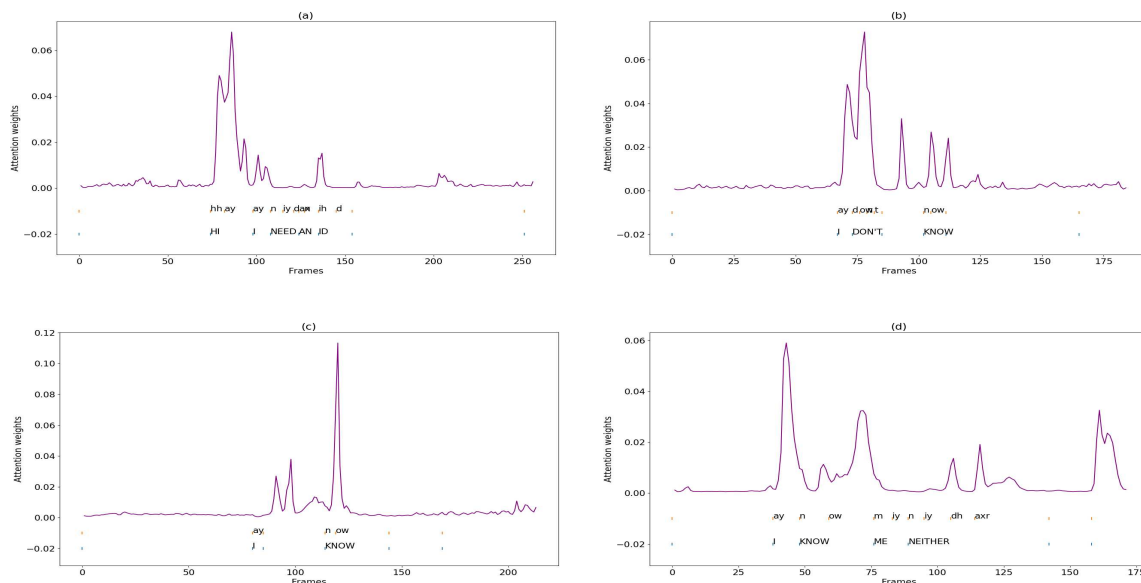 (a)
Attention weights
0.06
0.04
0.02
0.00
−0.02
hh ay ay n iy d ih d
HI I NEED AN ID
0 50 100 150 200 250
Frames
(b)
Attention weights
0.06
0.04
0.02
0.00
−0.02
ay d ow n t n ow
I DON'T KNOW
0 25 50 75 100 125 150 175
Frames
(c)
Attention weights
0.12
0.10
0.08
0.06
0.04
0.02
0.00
−0.02
ay n ow
I KNOW
0 50 100 150 200
Frames
(d)
Attention weights
0.06
0.04
0.02
0.00
−0.02
ay n ow m iy n iy dh axr
I KNOW ME NEITHER
0 25 50 75 100 125 150
Frames